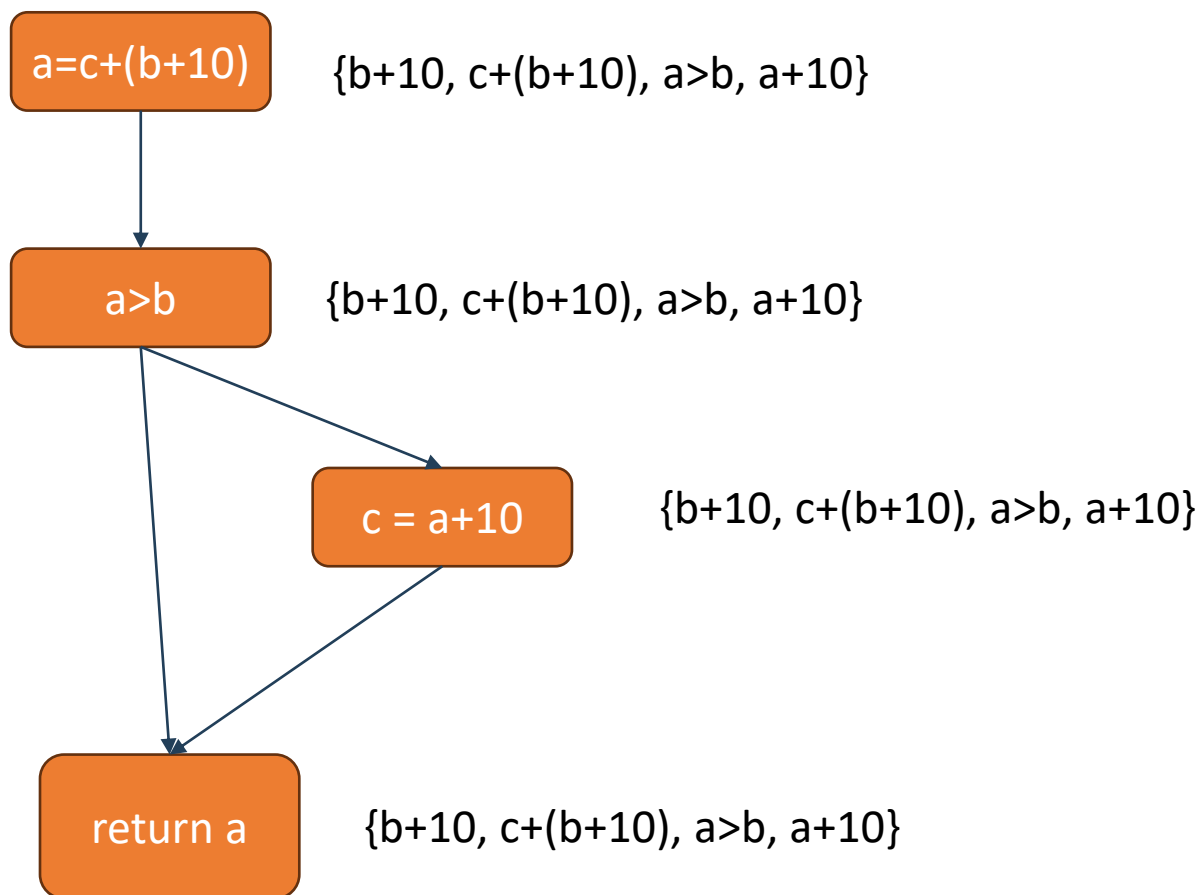 a=c+(b+10)
{b+10, c+(b+10), a>b, a+10}
a>b
{b+10, c+(b+10), a>b, a+10}
c = a+10
{b+10, c+(b+10), a>b, a+10}
return a
{b+10, c+(b+10), a>b, a+10}